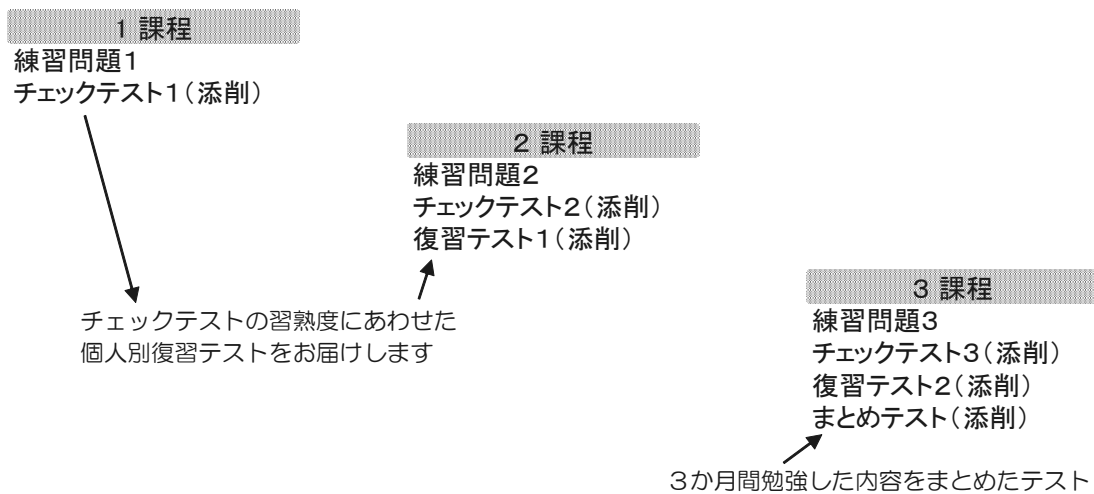 1 課程
練習問題1
チェックテスト1(添削)
2 課程
練習問題2
チェックテスト2(添削)
復習テスト1(添削)
チェックテストの習熟度にあわせた
個人別復習テストをお届けします
3 課程
練習問題3
チェックテスト3(添削)
復習テスト2(添削)
まとめテスト(添削)
3か月間勉強した内容をまとめたテスト